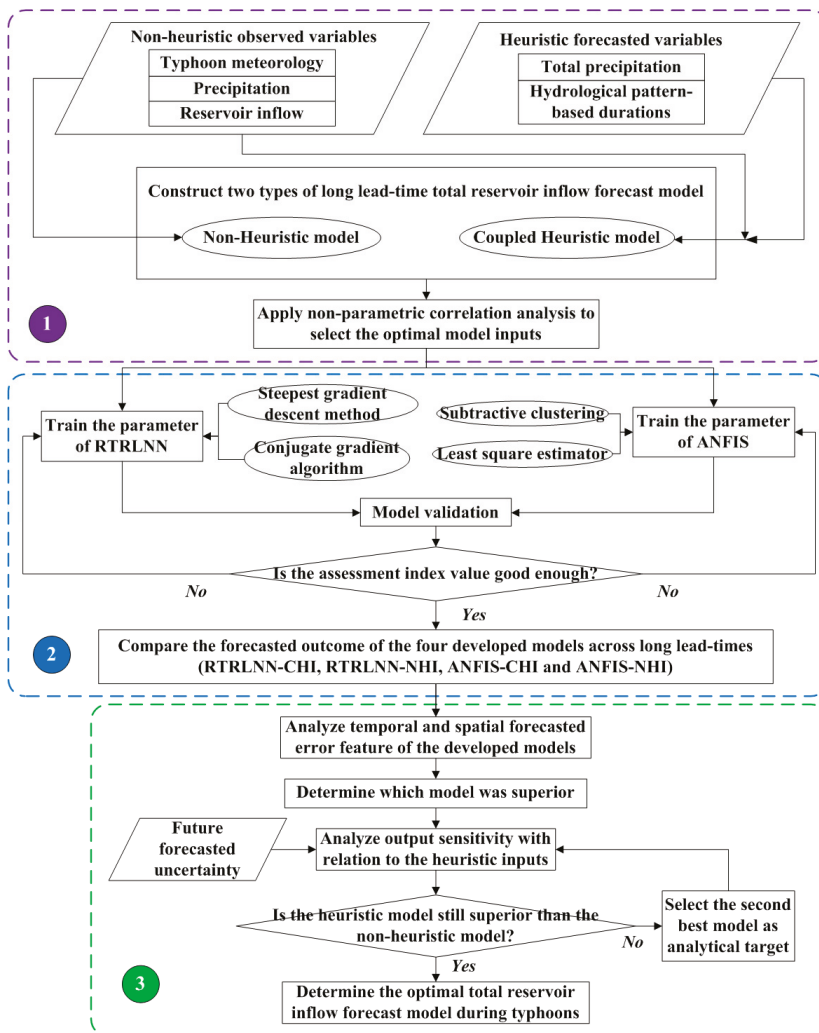 Non-heuristic observed variables
Typhoon meteorology
Precipitation
Reservoir inflow
Heuristic forecasted variables
Total precipitation
Hydrological pattern-
based durations
Construct two types of long lead-time total reservoir inflow forecast model
Non-Heuristic model
Coupled Heuristic model
1
Apply non-parametric correlation analysis to
select the optimal model inputs
Train the parameter
of RTRLNN
Steepest gradient
descent method
Conjugate gradient
algorithm
Subtractive clustering
Least square estimator
Train the parameter
of ANFIS
Model validation
Is the assessment index value good enough?
No
No
Yes
2
Compare the forecasted outcome of the four developed models across long lead-times
(RTRLNN-CHI, RTRLNN-NHI, ANFIS-CHI and ANFIS-NHI)
Analyze temporal and spatial forecasted
error feature of the developed models
Determine which model was superior
Future
forecasted
uncertainty
Analyze output sensitivity with
relation to the heuristic inputs
Is the heuristic model still superior than the
non-heuristic model?
No
Select the second
best model as
analytical target
Yes
3
Determine the optimal total reservoir
inflow forecast model during typhoons